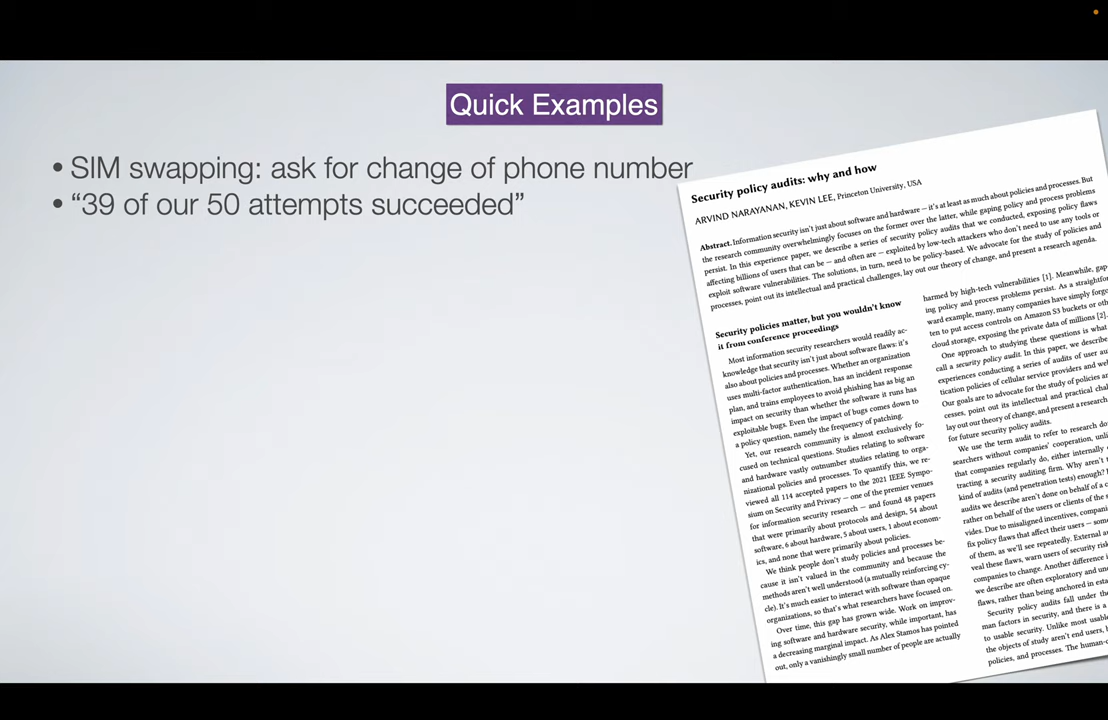 Quick Examples
• SIM swapping: ask for change of phone number
• “39 of our 50 attempts succeeded”
Security policy audits: why and how
ARVIND NARAYANAN, KEVIN LEE, Princeton University, USA
Abstract. Information security isn't just about software and hardware — it's at least as much about policies and processes. But
the research community overwhelmingly focuses on the former over the latter, while gaping policy and process problems
persist. In this experience paper, we describe a series of security policy audits that we conducted, exposing policy flaws
affecting billions of users that can be — and often are — exploited by low-tech attackers who don't need to use any tools or
exploit software vulnerabilities. The solutions, in turn, need to be policy-based. We advocate for the study of policies and
processes, point out its intellectual and practical challenges, lay out our theory of change, and present a research agenda.
Security policies matter, but you wouldn't know
it from conference proceedings
Most information security researchers would readily ac-
knowledge that security isn't just about software flaws: it's
also about policies and processes. Whether an organization
uses multi-factor authentication, has an incident response
plan, and trains employees to avoid phishing has as big an
impact on security than whether the software it runs has
exploitable bugs. Even the impact of bugs comes down to
a policy question, namely the frequency of patching.
Yet, our research community is almost exclusively fo-
cused on technical questions. Studies relating to software
and hardware vastly outnumber studies relating to orga-
nizational policies and processes. To quantify this, we re-
viewed all 114 accepted papers to the 2021 IEEE Sympo-
sium on Security and Privacy — one of the premier venues
for information security research — and found 48 papers
that were primarily about protocols and design, 54 about
software, 6 about hardware, 5 about users, 1 about econom-
ics, and none that were primarily about policies.
We think people don't study policies and processes be-
cause it isn't valued in the community and because the
methods aren't well understood (a mutually reinforcing cy-
cle). It's much easier to interact with software than opaque
organizations, so that's what researchers have focused on.
Over time, this gap has grown wide. Work on improv-
ing software and hardware security, while important, has
a decreasing marginal impact. As Alex Stamos has pointed
out, only a vanishingly small number of people are actually
harmed by high-tech vulnerabilities [1]. Meanwhile, gap-
ing policy and process problems persist. As a straightfor
ward example, many, many companies have simply forgo
ten to put access controls on Amazon S3 buckets or oth
cloud storage, exposing the private data of millions [2].
One approach to studying these questions is what
call a security policy audit. In this paper, we describe
experiences conducting a series of audits of user au
tication policies of cellular service providers and we
Our goals are to advocate for the study of policies an
cesses, point out its intellectual and practical chal
lay out our theory of change, and present a research
for future security policy audits.
We use the term audit to refer to research do
searchers without companies' cooperation, unli
that companies regularly do, either internally
tracting a security auditing firm. Why aren't t
kind of audits (and penetration tests) enough?
audits we describe aren't done on behalf of a c
rather on behalf of the users or clients of the s
vides. Due to misaligned incentives, compani
fix policy flaws that affect their users — som
of them, as we'll see repeatedly. External a
veal these flaws, warn users of security risk
companies to change. Another difference i
we describe are often exploratory and un
flaws, rather than being anchored in esta
Security policy audits fall under the
man factors in security, and there is a
to usable security. Unlike most usabl
the objects of study aren't end users, b
policies, and processes. The human-c